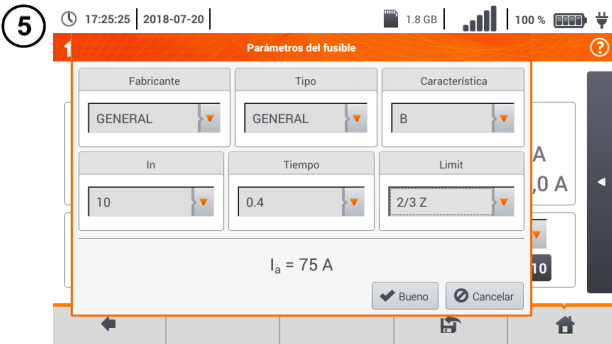 5
17:25:25 2018-07-20 1.8 GB 100 %
1 Parámetros del fusible ?
Fabricante Tipo Característica
GENERAL GENERAL B
In Tiempo Limit
10 0.4 2/3 Z
A
,0 A
Ia = 75 A
10
Bueno Cancelar